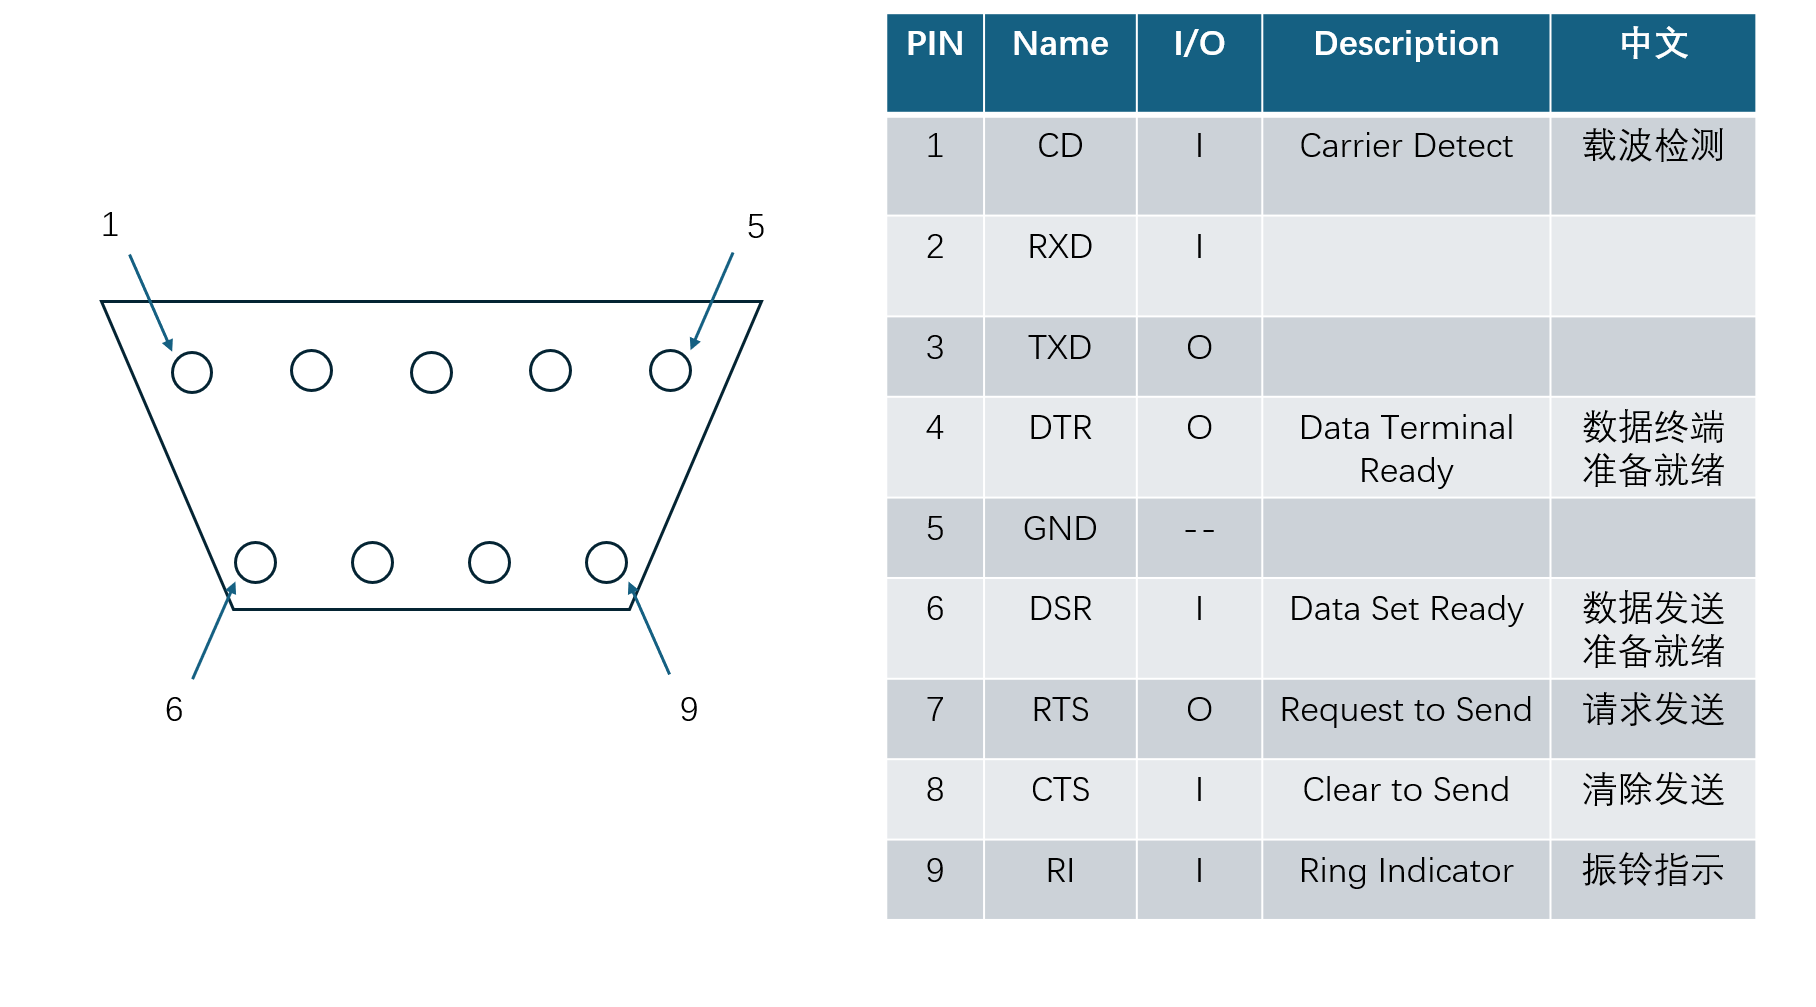 1
5
6
9
PIN Name I/O Description 中文
1 CD I Carrier Detect 载波检测
2 RXD I
3 TXD O
4 DTR O Data Terminal 数据终端
Ready 准备就绪
5 GND --
6 DSR I Data Set Ready 数据发送
准备就绪
7 RTS O Request to Send 请求发送
8 CTS I Clear to Send 清除发送
9 RI I Ring Indicator 振铃指示